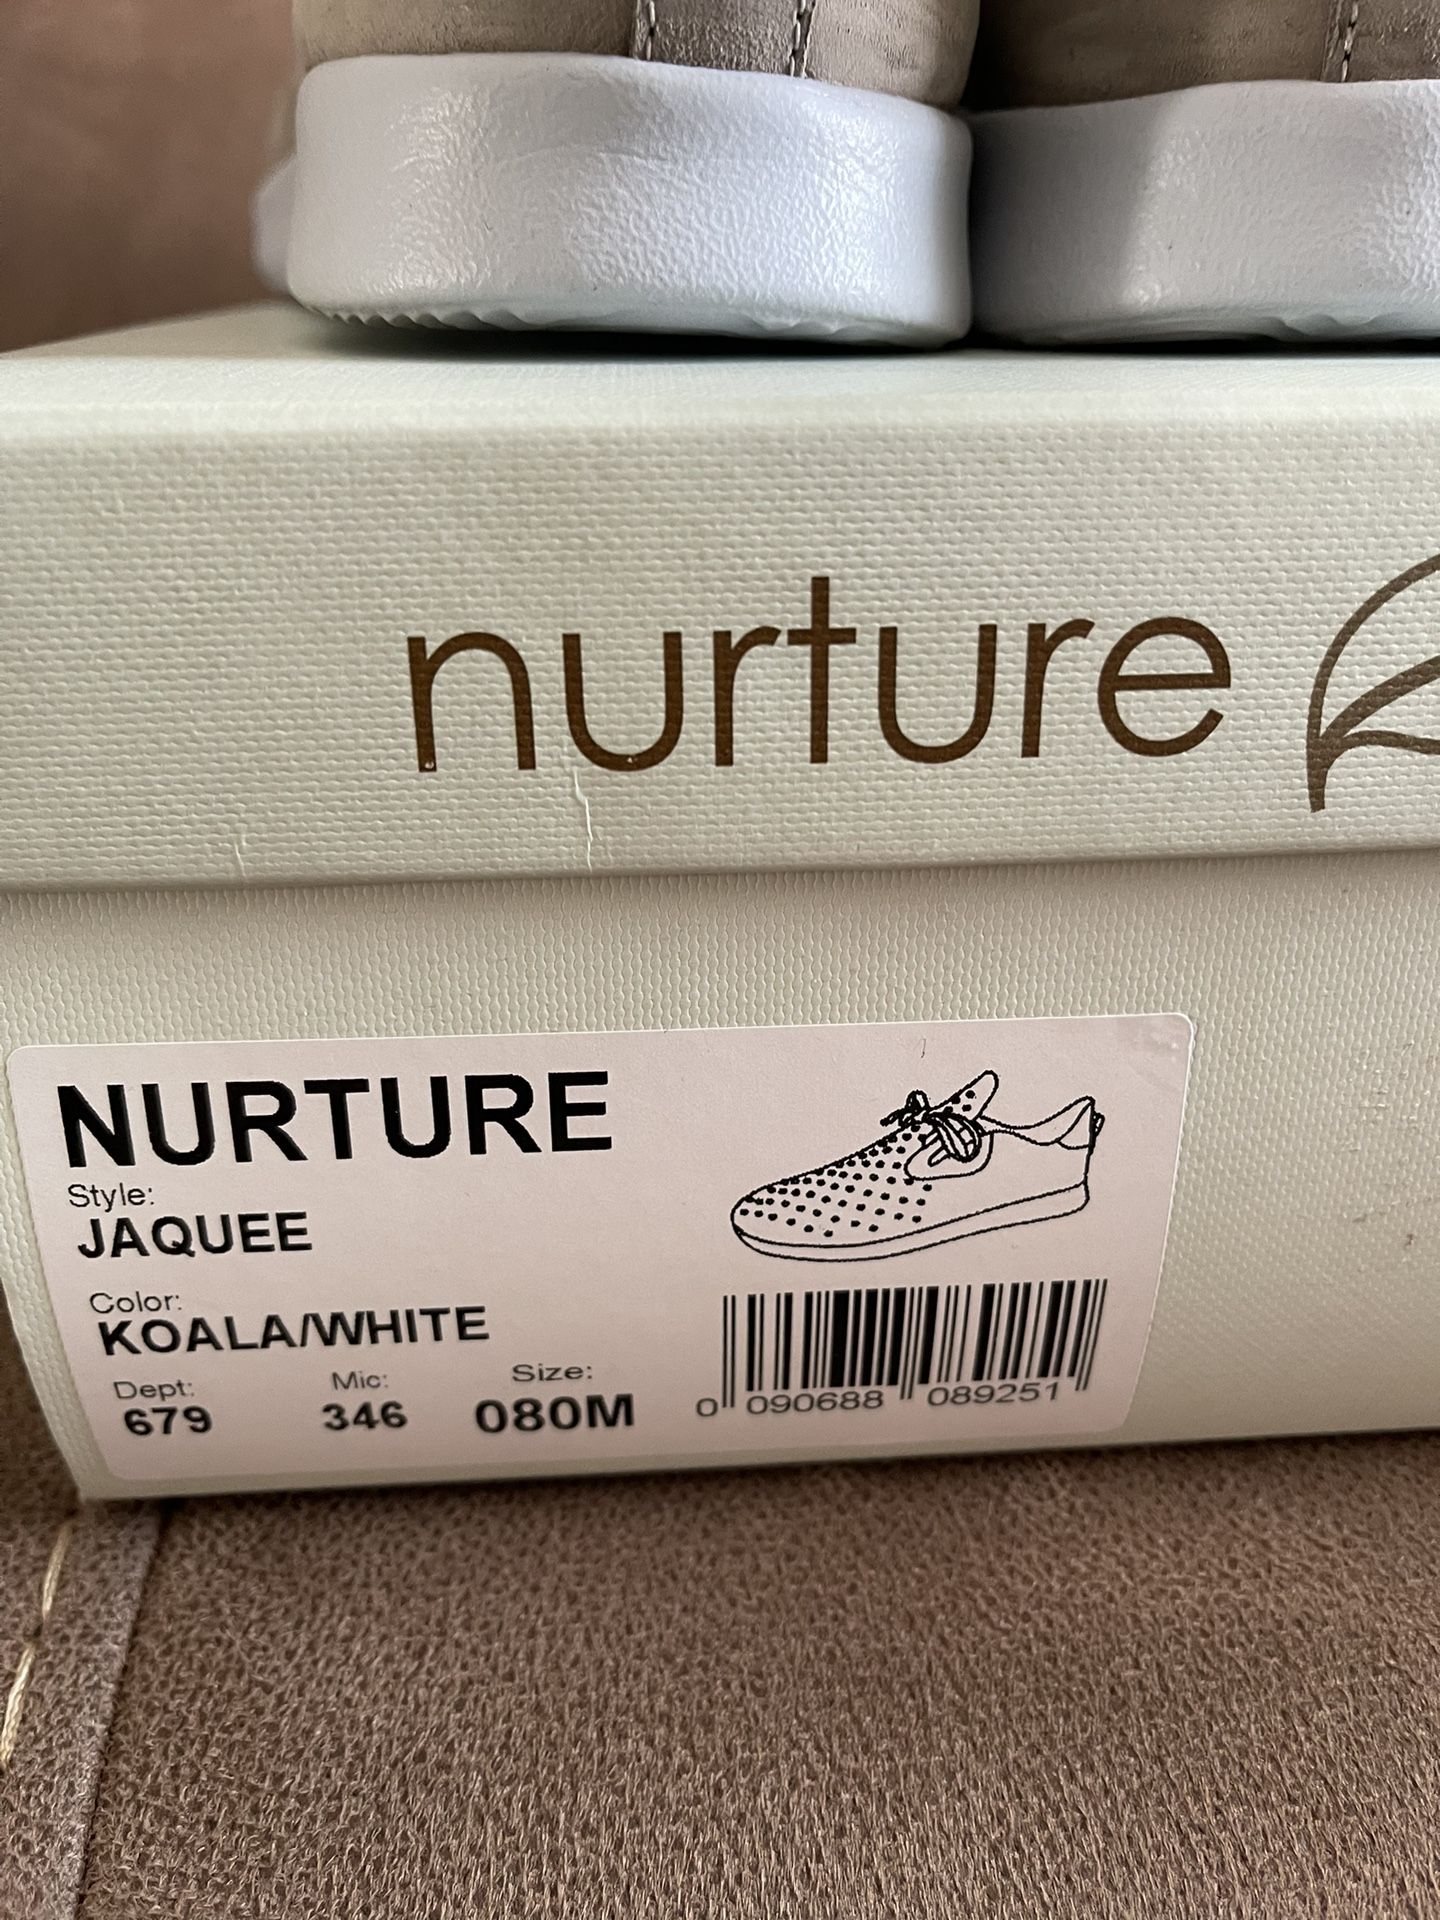 nurture
NURTURE
Style:
JAQUEE
Color:
KOALA/WHITE
Dept: Mic: Size:
679 346 080M
0 090688 089251